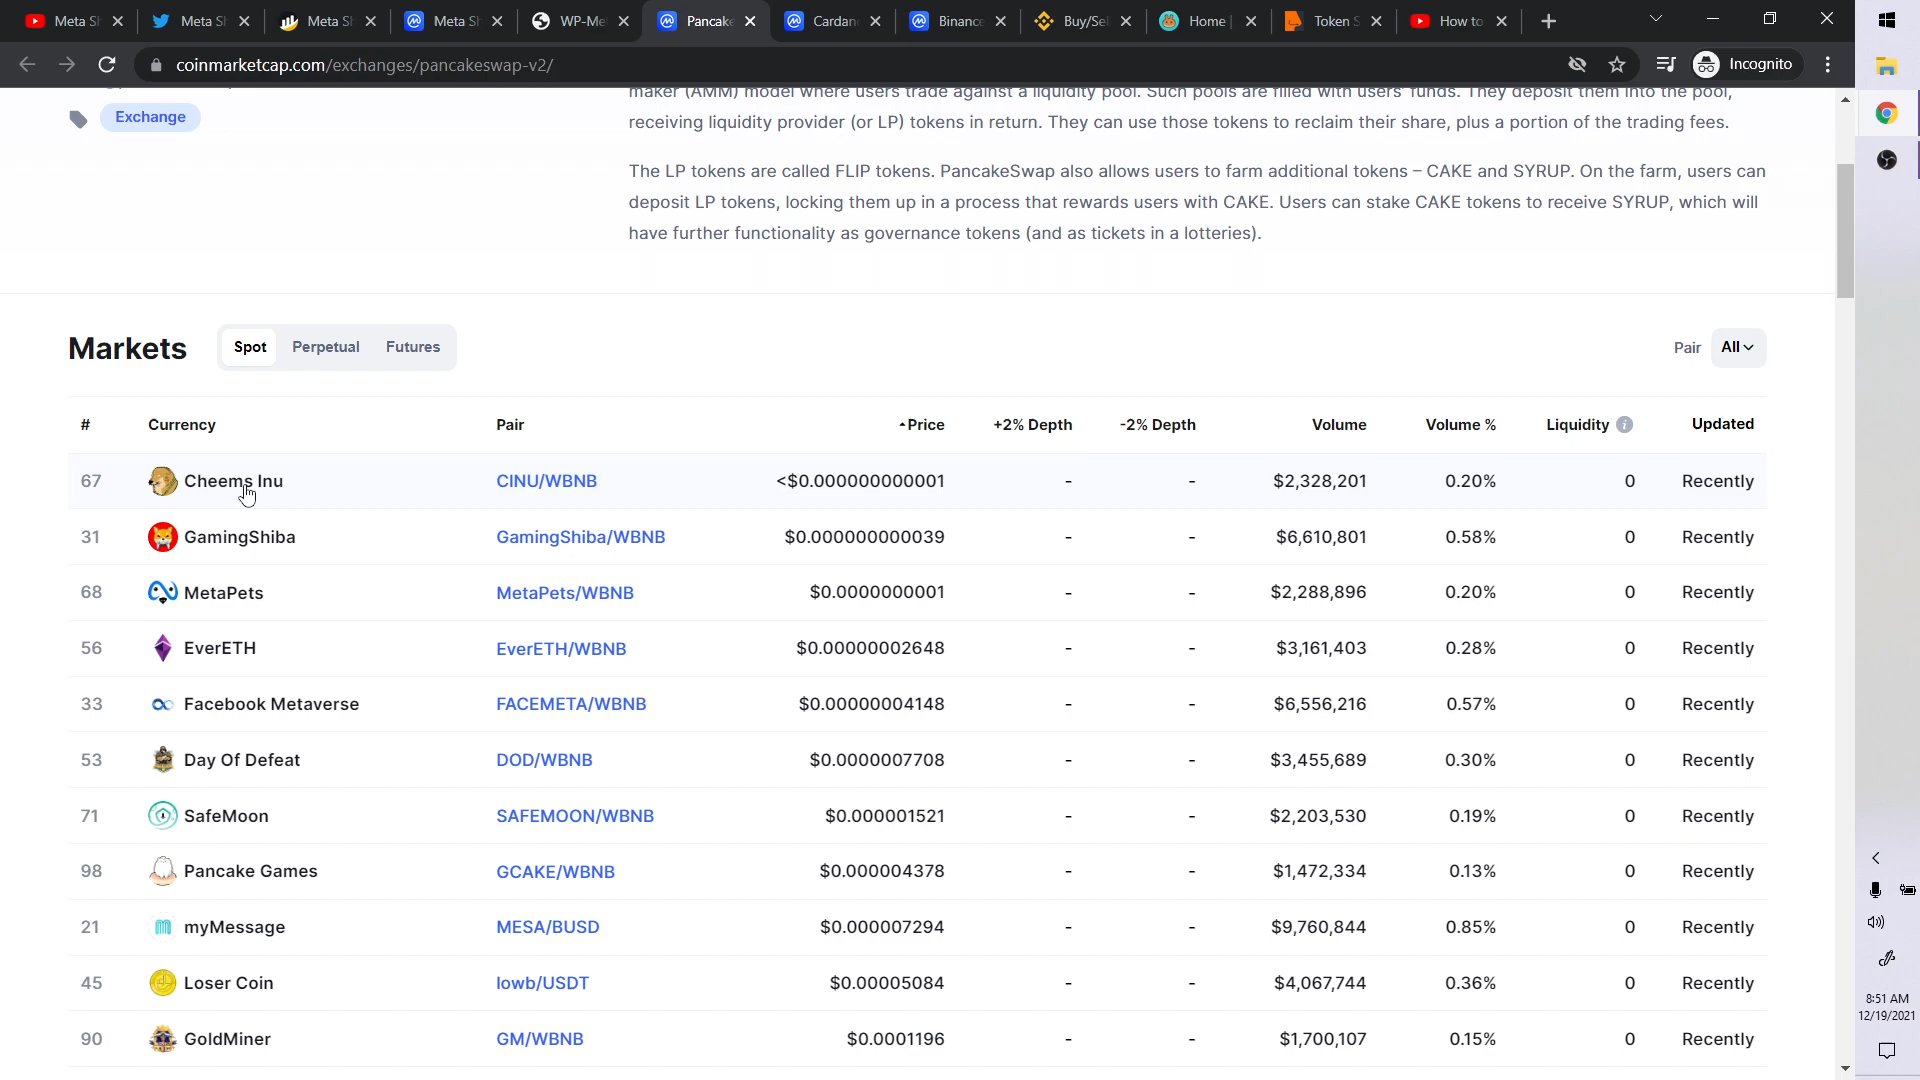 Meta S
Meta S
Meta S
Meta S
WP-Me
Pancake
Cardan
Binance
Buy/Sel
Home
Token S
How to
coinmarketcap.com/exchanges/pancakeswap-v2/
Incognito
Exchange
maker (AMM) model where users trade against a liquidity pool. Such pools are filled with users' funds. They deposit them into the pool,
receiving liquidity provider (or LP) tokens in return. They can use those tokens to reclaim their share, plus a portion of the trading fees.
The LP tokens are called FLIP tokens. PancakeSwap also allows users to farm additional tokens – CAKE and SYRUP. On the farm, users can
deposit LP tokens, locking them up in a process that rewards users with CAKE. Users can stake CAKE tokens to receive SYRUP, which will
have further functionality as governance tokens (and as tickets in a lotteries).
Markets Spot Perpetual Futures Pair All
# Currency Pair Price +2% Depth -2% Depth Volume Volume % Liquidity Updated
67 Cheems Inu CINU/WBNB <$0.000000000001 - - $2,328,201 0.20% 0 Recently
31 GamingShiba GamingShiba/WBNB $0.000000000039 - - $6,610,801 0.58% 0 Recently
68 MetaPets MetaPets/WBNB $0.0000000001 - - $2,288,896 0.20% 0 Recently
56 EverETH EverETH/WBNB $0.00000002648 - - $3,161,403 0.28% 0 Recently
33 Facebook Metaverse FACEMETA/WBNB $0.00000004148 - - $6,556,216 0.57% 0 Recently
53 Day Of Defeat DOD/WBNB $0.0000007708 - - $3,455,689 0.30% 0 Recently
71 SafeMoon SAFEMOON/WBNB $0.000001521 - - $2,203,530 0.19% 0 Recently
98 Pancake Games GCAKE/WBNB $0.000004378 - - $1,472,334 0.13% 0 Recently
21 myMessage MESA/BUSD $0.000007294 - - $9,760,844 0.85% 0 Recently
45 Loser Coin lowb/USDT $0.00005084 - - $4,067,744 0.36% 0 Recently
90 GoldMiner GM/WBNB $0.0001196 - - $1,700,107 0.15% 0 Recently
8:51 AM
12/19/2021